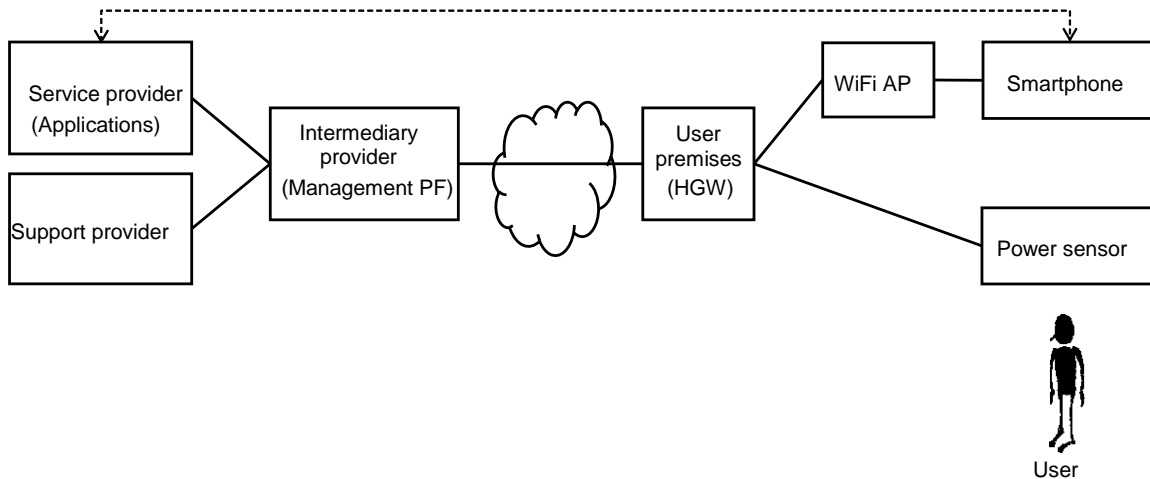 Service provider
(Applications)
Support provider
Intermediary
provider
(Management PF)
User
premises
(HGW)
WiFi AP
Smartphone
Power sensor
User